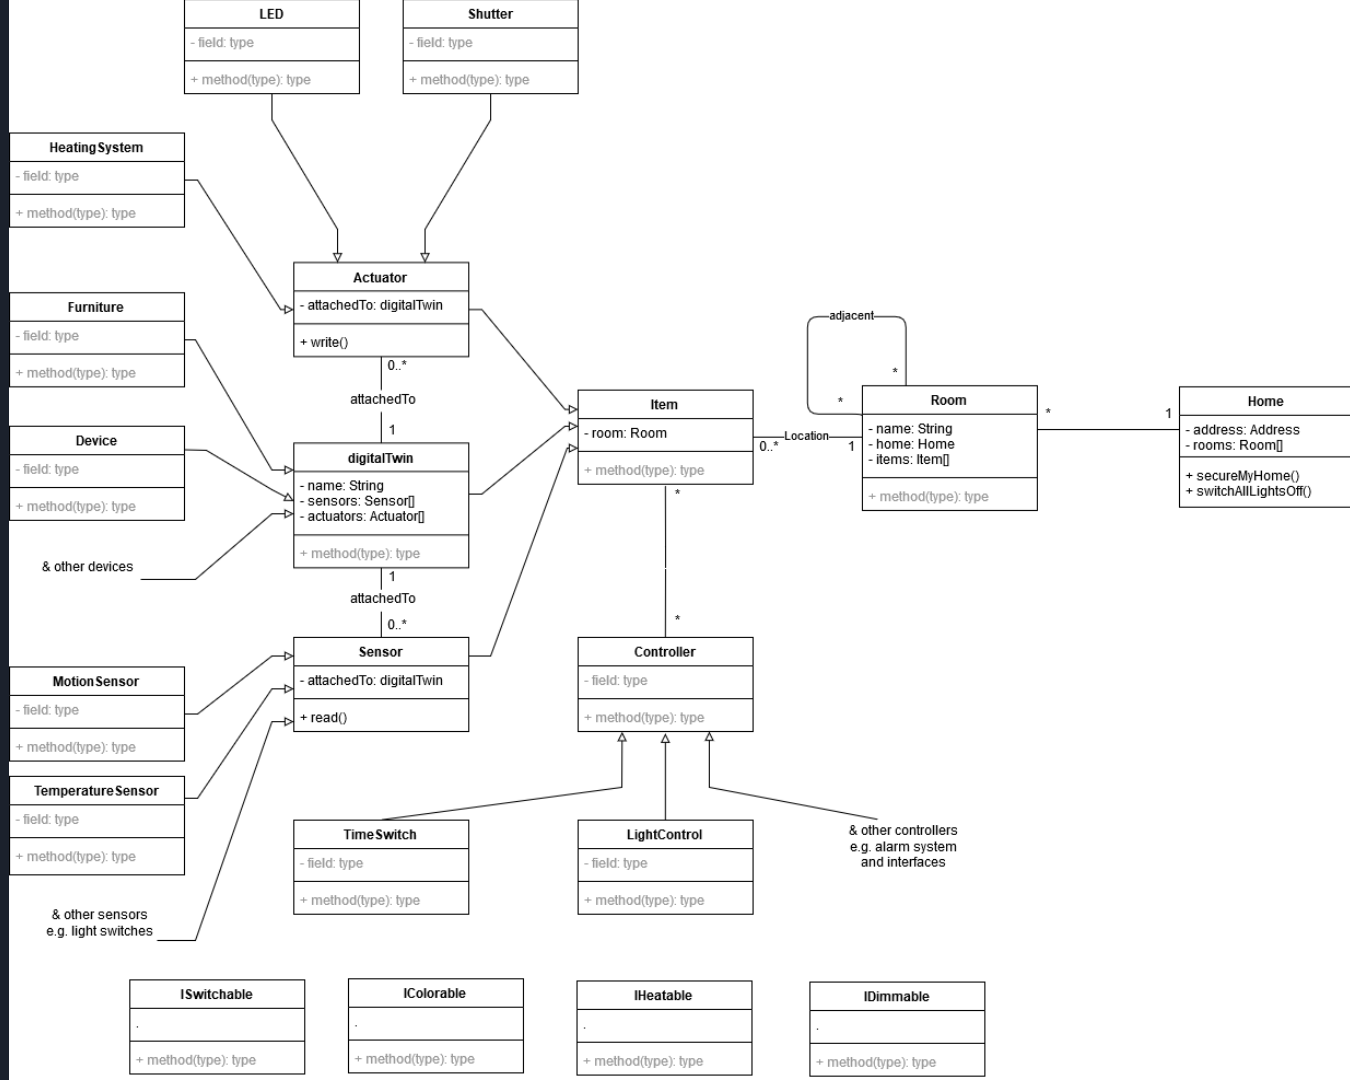 LED
- field: type
+ method(type): type
Shutter
- field: type
+ method(type): type
HeatingSystem
- field: type
+ method(type): type
Actuator
- attachedTo: digitalTwin
+ write()
Furniture
- field: type
+ method(type): type
0..*
attachedTo
1
Device
- field: type
+ method(type): type
digitalTwin
- name: String
- sensors: Sensor[]
- actuators: Actuator[]
+ method(type): type
& other devices
1
attachedTo
0..*
Item
- room: Room
+ method(type): type
0..*
Location
1
adjacent
*
*
Room
- name: String
- home: Home
- items: Item[]
+ method(type): type
*
1
Home
- address: Address
- rooms: Room[]
+ secureMyHome()
+ switchAllLightsOff()
*
*
Sensor
- attachedTo: digitalTwin
+ read()
Controller
- field: type
+ method(type): type
MotionSensor
- field: type
+ method(type): type
TemperatureSensor
- field: type
+ method(type): type
TimeSwitch
- field: type
+ method(type): type
LightControl
- field: type
+ method(type): type
& other controllers
e.g. alarm system
and interfaces
& other sensors
e.g. light switches
ISwitchable
.
+ method(type): type
IColorable
.
+ method(type): type
IHeatable
.
+ method(type): type
IDimmable
.
+ method(type): type